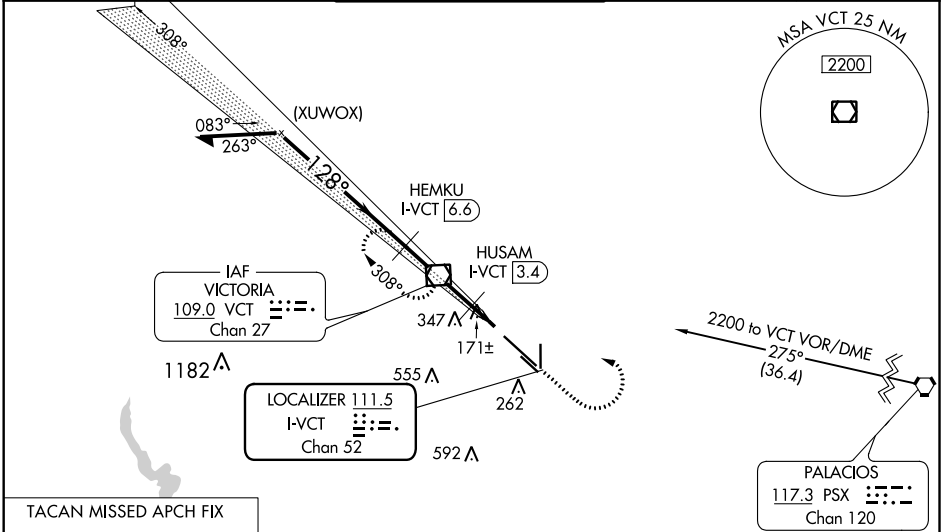 308°
MSA VCT 25 NM
2200
(XUWOX)
083°
263°
128°
HEMKU
I-VCT 6.6
HUSAM
I-VCT 3.4
308°
IAF
VICTORIA
109.0 VCT
Chan 27
347
171±
2200 to VCT VOR/DME
275°
(36.4)
1182
555
262
LOCALIZER 111.5
I-VCT
Chan 52
592
PALACIOS
117.3 PSX
Chan 120
TACAN MISSED APCH FIX